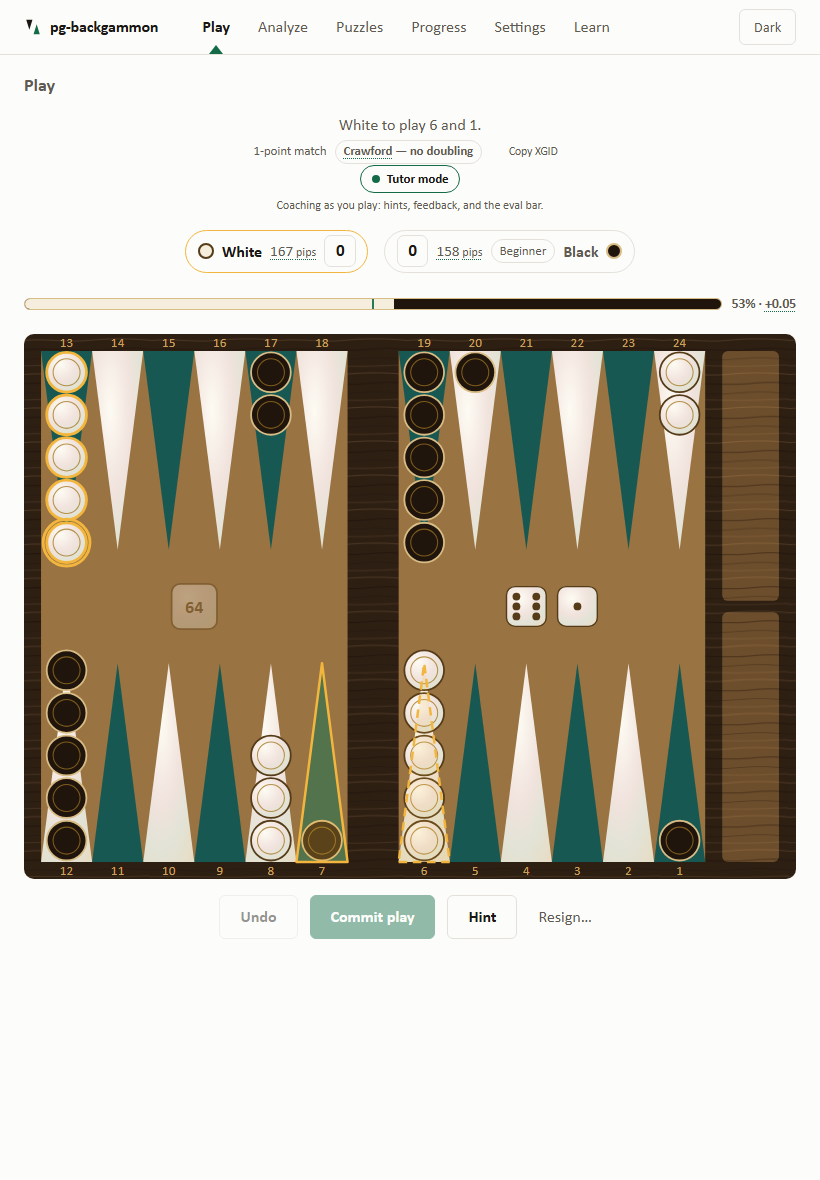 pg-backgammon Play Analyze Puzzles Progress Settings Learn Dark
Play
White to play 6 and 1.
1-point match Crawford — no doubling Copy XGID
Tutor mode
Coaching as you play: hints, feedback, and the eval bar.
White 167 pips 0 0 158 pips Beginner Black
53% · +0.05
13 14 15 16 17 18 19 20 21 22 23 24
64
12 11 10 9 8 7 6 5 4 3 2 1
Undo Commit play Hint Resign...